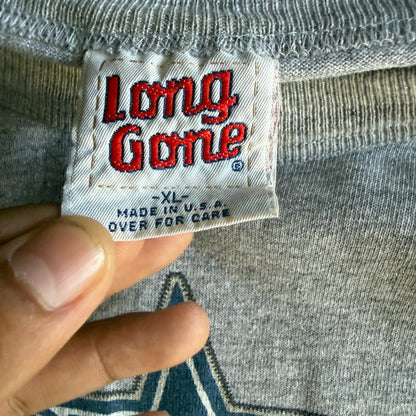 Long
Gone ®
-XL-
MADE IN U.S.A.
OVER FOR CARE